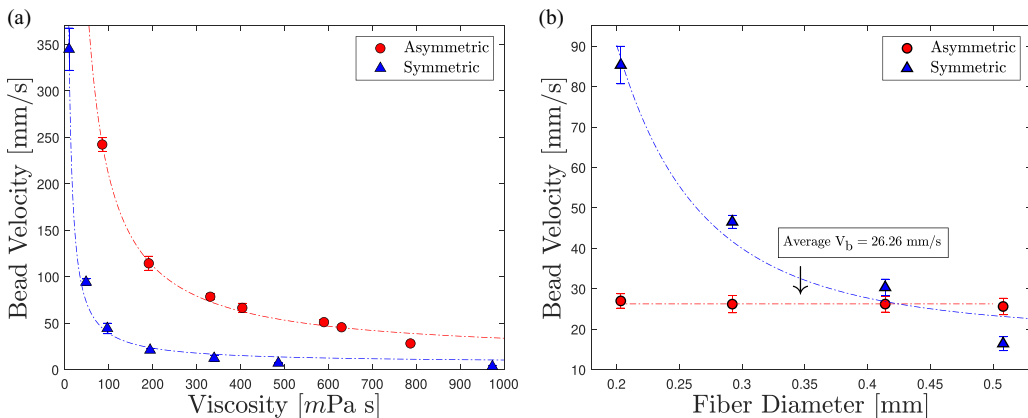 (a)
Bead Velocity [mm/s]
350
300
250
200
150
100
50
0
0 100 200 300 400 500 600 700 800 900 1000
Viscosity [mPa s]
Asymmetric
Symmetric
(b)
Bead Velocity [mm/s]
90
80
70
60
50
40
30
20
10
0.2 0.25 0.3 0.35 0.4 0.45 0.5
Fiber Diameter [mm]
Asymmetric
Symmetric
Average Vb = 26.26 mm/s